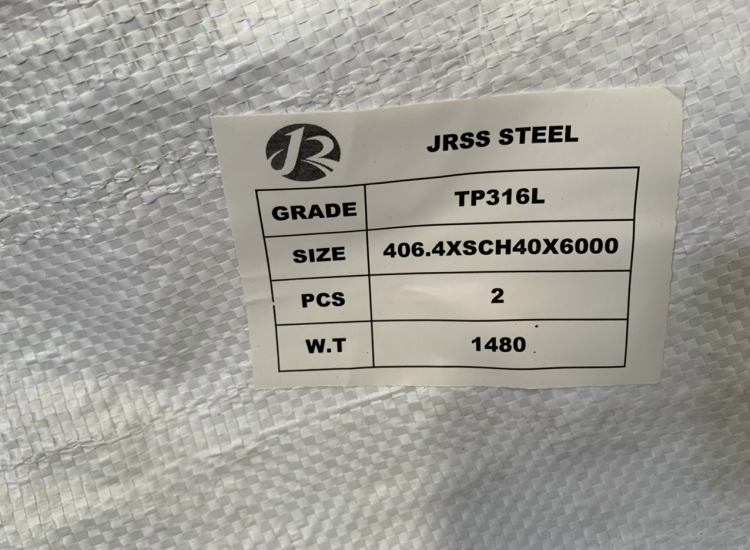 JR
JRSS STEEL
GRADE TP316L
SIZE 406.4XSCH40X6000
PCS 2
W.T 1480